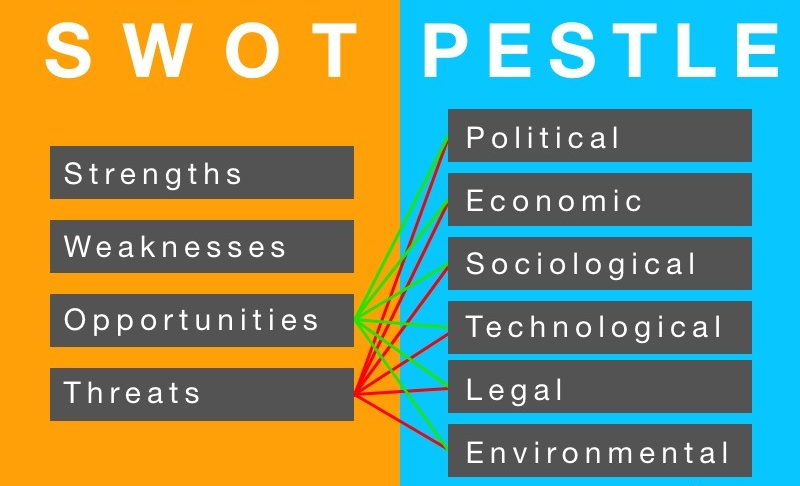 SWOT
Strengths
Weaknesses
Opportunities
Threats
PESTLE
Political
Economic
Sociological
Technological
Legal
Environmental